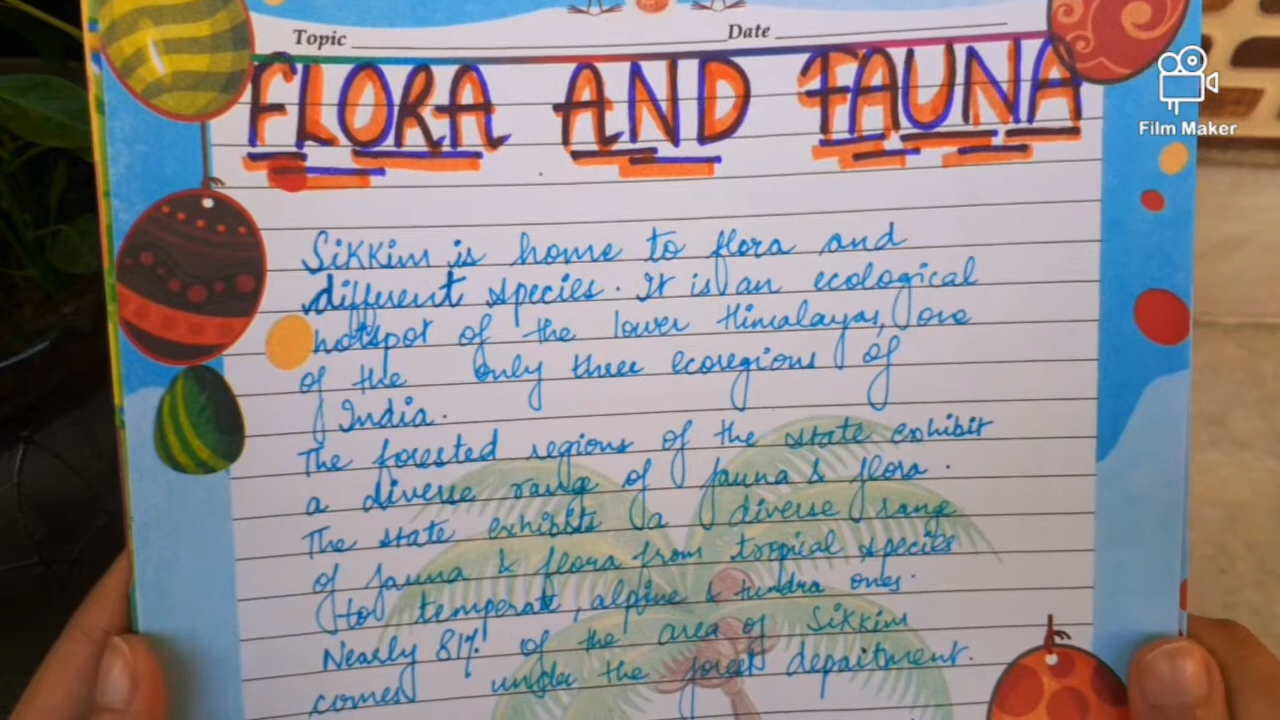 Topic
Date
FLORA AND FAUNA
Film Maker
Sikkim is home to flora and
different species. It is an ecological
hotspot of the lower Himalayas, one
of the only three ecoregions of
India.
The forested regions of the state exhibit
a diverse range of fauna & flora.
The state exhibits a diverse range
of fauna & flora from tropical species
to temperate, alpine & tundra ones.
Nearly 81% of the area of Sikkim
comes under the forest department.